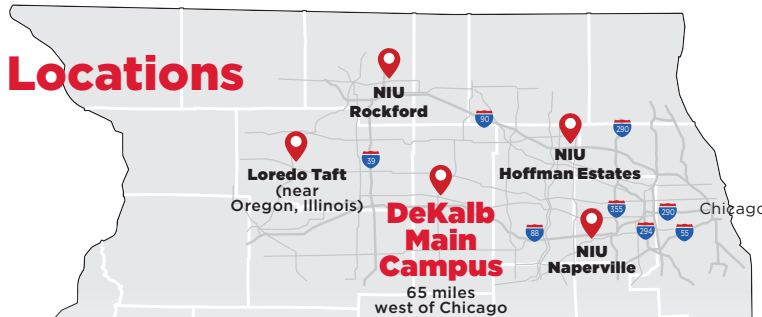 Locations
NIU
Rockford
90
290
NIU
Hoffman Estates
39
Loredo Taft
(near
Oregon, Illinois)
DeKalb
Main
Campus
65 miles
west of Chicago
88
355
290
Chicago
294
55
NIU
Naperville